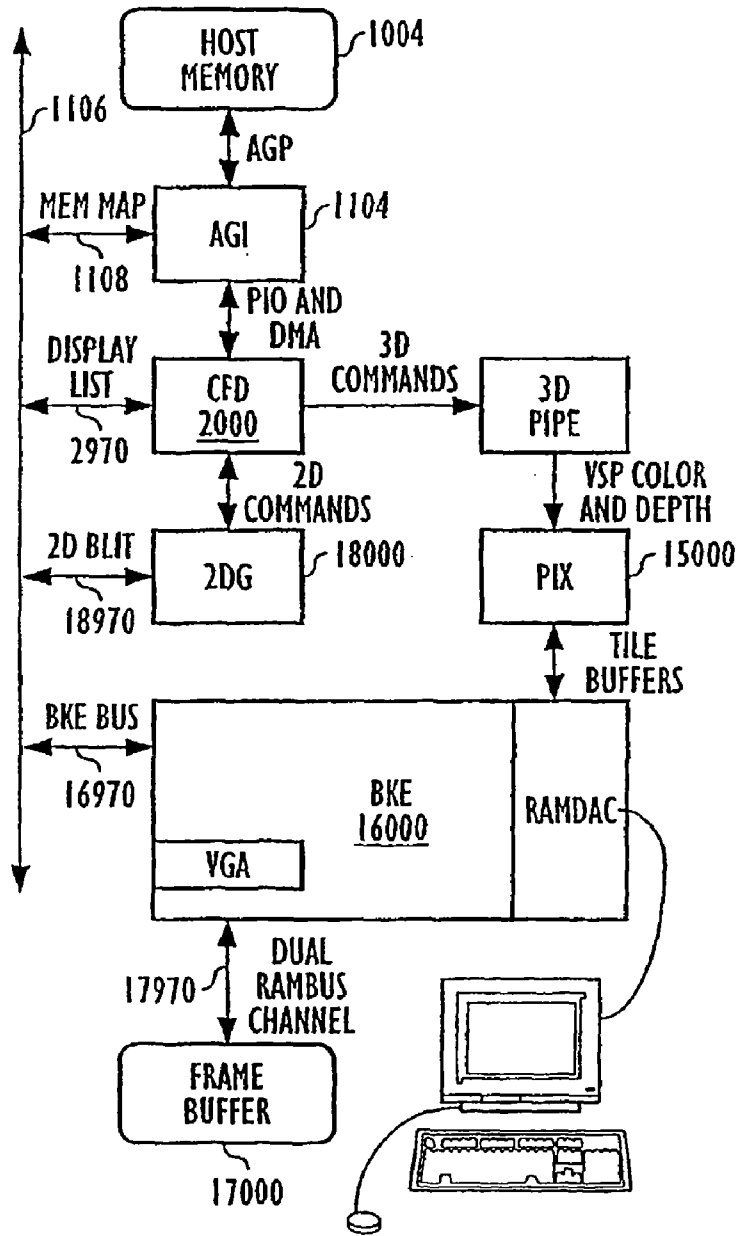 HOST
MEMORY
1004
1106
AGP
MEM MAP
1108
AGI
1104
PIO AND
DMA
DISPLAY
LIST
2970
CFD
2000
3D
COMMANDS
3D
PIPE
2D
COMMANDS
VSP COLOR
AND DEPTH
2D BLIT
18970
2DG
18000
PIX
15000
TILE
BUFFERS
BKE BUS
16970
BKE
16000
RAMDAC
VGA
17970
DUAL
RAMBUS
CHANNEL
FRAME
BUFFER
17000